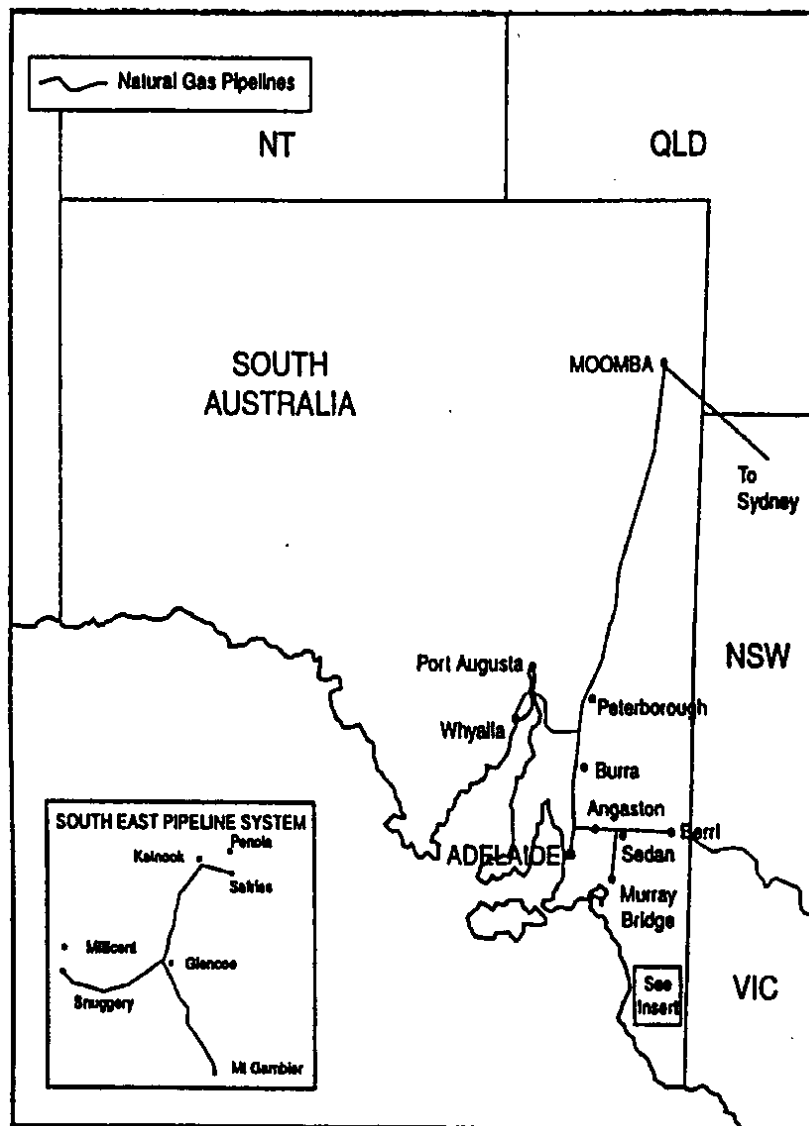 Natural Gas Pipelines
NT
QLD
SOUTH
AUSTRALIA
MOOMBA
To
Sydney
NSW
Port Augusta
Peterborough
Whyalla
Burra
Angaston
Berri
ADELAIDE
Sedan
Murray
Bridge
See
Insert
VIC
SOUTH EAST PIPELINE SYSTEM
Penola
Katnook
Safries
Millicent
Glencoe
Snuggery
Mt Gambier